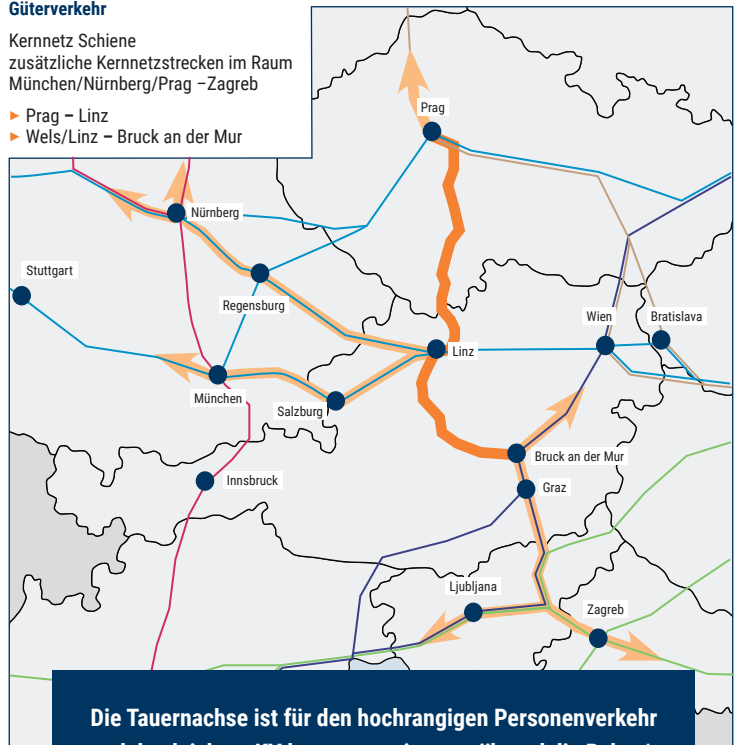 Güterverkehr
Kernnetz Schiene
zusätzliche Kernnetzstrecken im Raum
München/Nürnberg/Prag –Zagreb
► Prag – Linz
► Wels/Linz – Bruck an der Mur
Prag
Nürnberg
Stuttgart
Regensburg
Wien
Bratislava
Linz
München
Salzburg
Bruck an der Mur
Innsbruck
Graz
Ljubljana
Zagreb
Die Tauernachse ist für den hochrangigen Personenverkehr